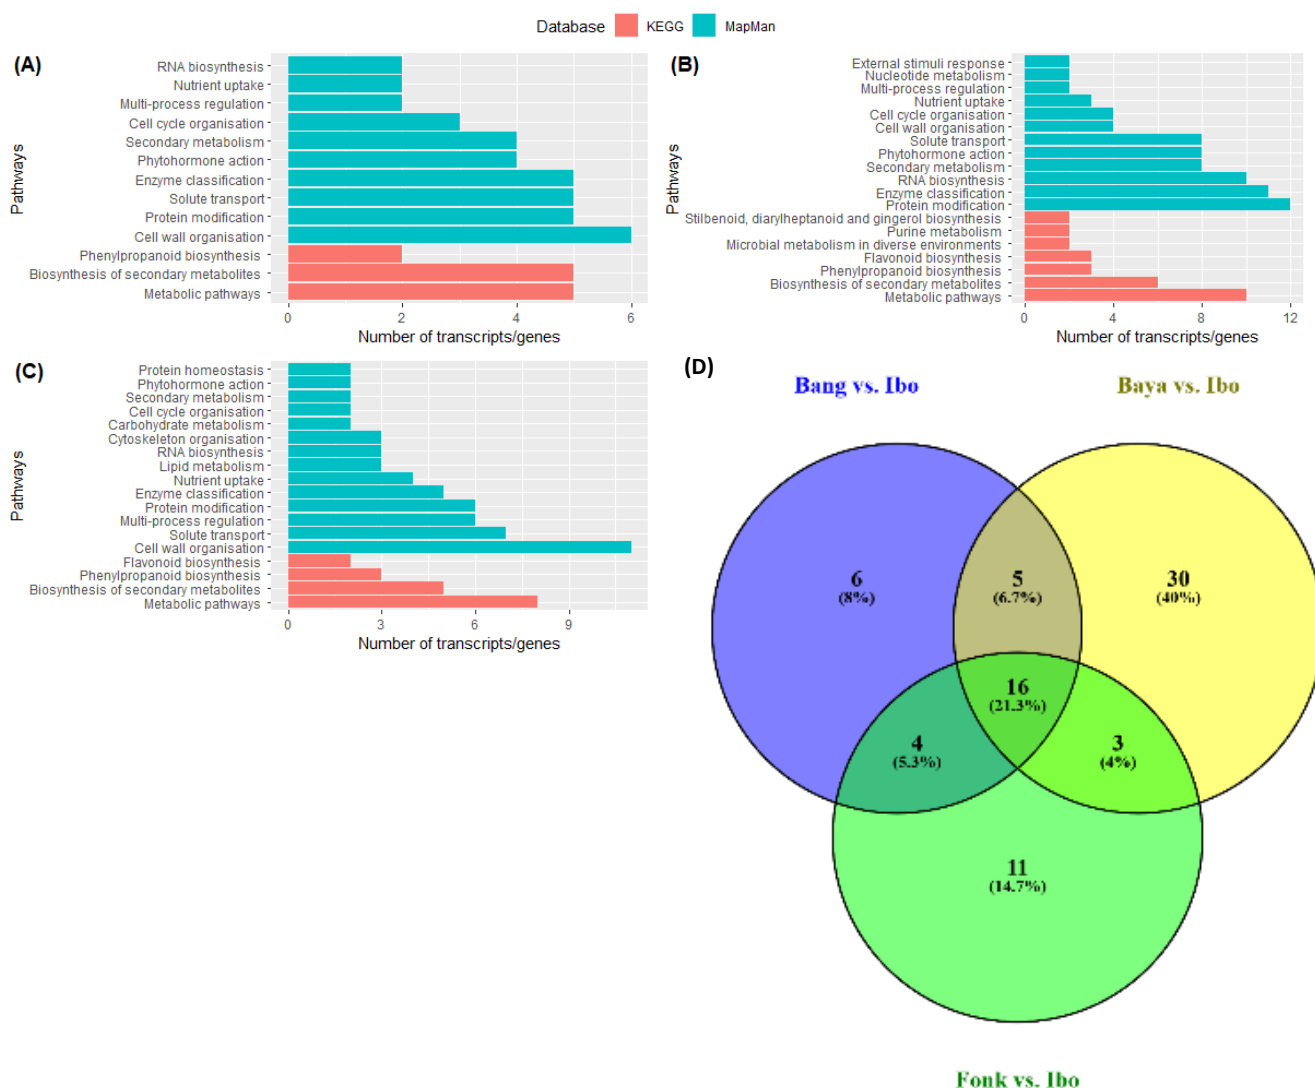 Database KEGG MapMan
(A)
RNA biosynthesis
Nutrient uptake
Multi-process regulation
Cell cycle organisation
Secondary metabolism
Phytohormone action
Enzyme classification
Solute transport
Protein modification
Cell wall organisation
Phenylpropanoid biosynthesis
Biosynthesis of secondary metabolites
Metabolic pathways
Pathways
0 2 4 6
Number of transcripts/genes
(B)
External stimuli response
Nucleotide metabolism
Multi-process regulation
Nutrient uptake
Cell cycle organisation
Cell wall organisation
Solute transport
Phytohormone action
Secondary metabolism
RNA biosynthesis
Enzyme classification
Protein modification
Stilbenoid, diarylheptanoid and gingerol biosynthesis
Purine metabolism
Microbial metabolism in diverse environments
Flavonoid biosynthesis
Phenylpropanoid biosynthesis
Biosynthesis of secondary metabolites
Metabolic pathways
Pathways
0 4 8 12
Number of transcripts/genes
(C)
Protein homeostasis
Phytohormone action
Secondary metabolism
Cell cycle organisation
Carbohydrate metabolism
Cytoskeleton organisation
RNA biosynthesis
Lipid metabolism
Nutrient uptake
Enzyme classification
Protein modification
Multi-process regulation
Solute transport
Cell wall organisation
Flavonoid biosynthesis
Phenylpropanoid biosynthesis
Biosynthesis of secondary metabolites
Metabolic pathways
Pathways
0 3 6 9
Number of transcripts/genes
(D)
Bang vs. Ibo Baya vs. Ibo
6 5 30
(8%) (6.7%) (40%)
16
(21.3%)
4 3
(5.3%) (4%)
11
(14.7%)
Fonk vs. Ibo